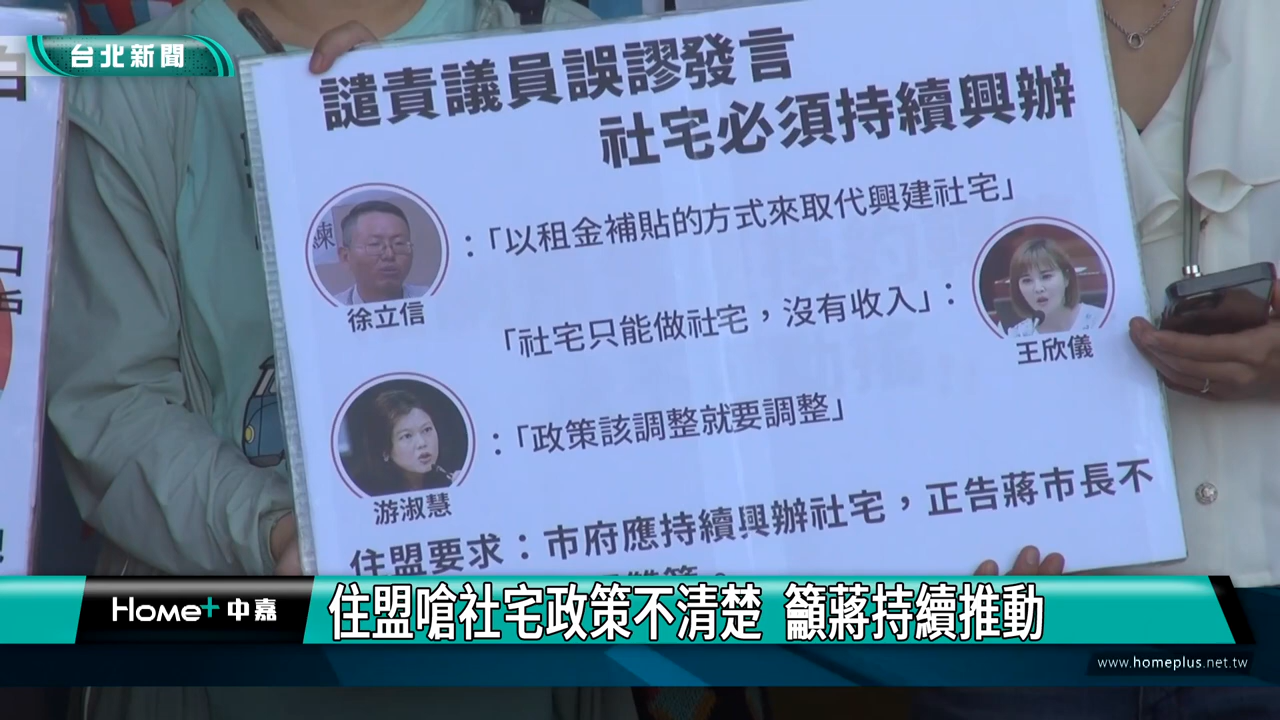 台北新聞
譴責議員誤謬發言
社宅必須持續興辦
：「以租金補貼的方式來取代興建社宅」
徐立信
「社宅只能做社宅，沒有收入」：
王欣儀
：「政策該調整就要調整」
游淑慧
住盟要求：市府應持續興辦社宅，正告蔣市長不
Home+中嘉
住盟嗆社宅政策不清楚 籲蔣持續推動
www.homeplus.net.tw